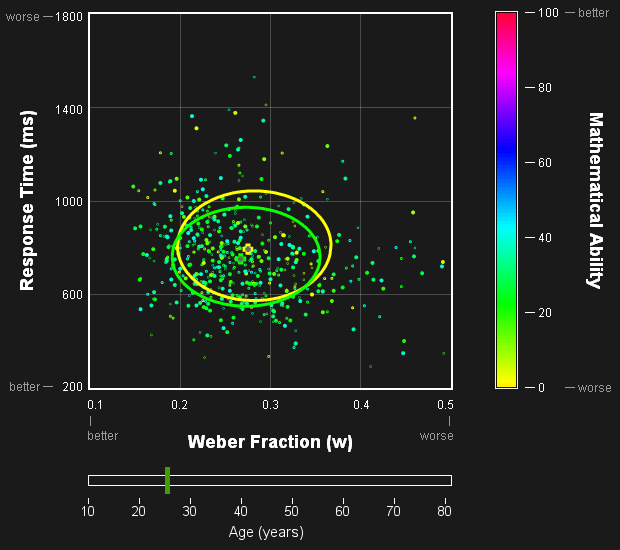 worse
1800
1400
1000
600
better
200
Response Time (ms)
0.1
0.2
0.3
0.4
0.5
better
worse
Weber Fraction (w)
10
20
30
40
50
60
70
80
Age (years)
100
better
80
60
40
20
0
worse
Mathematical Ability